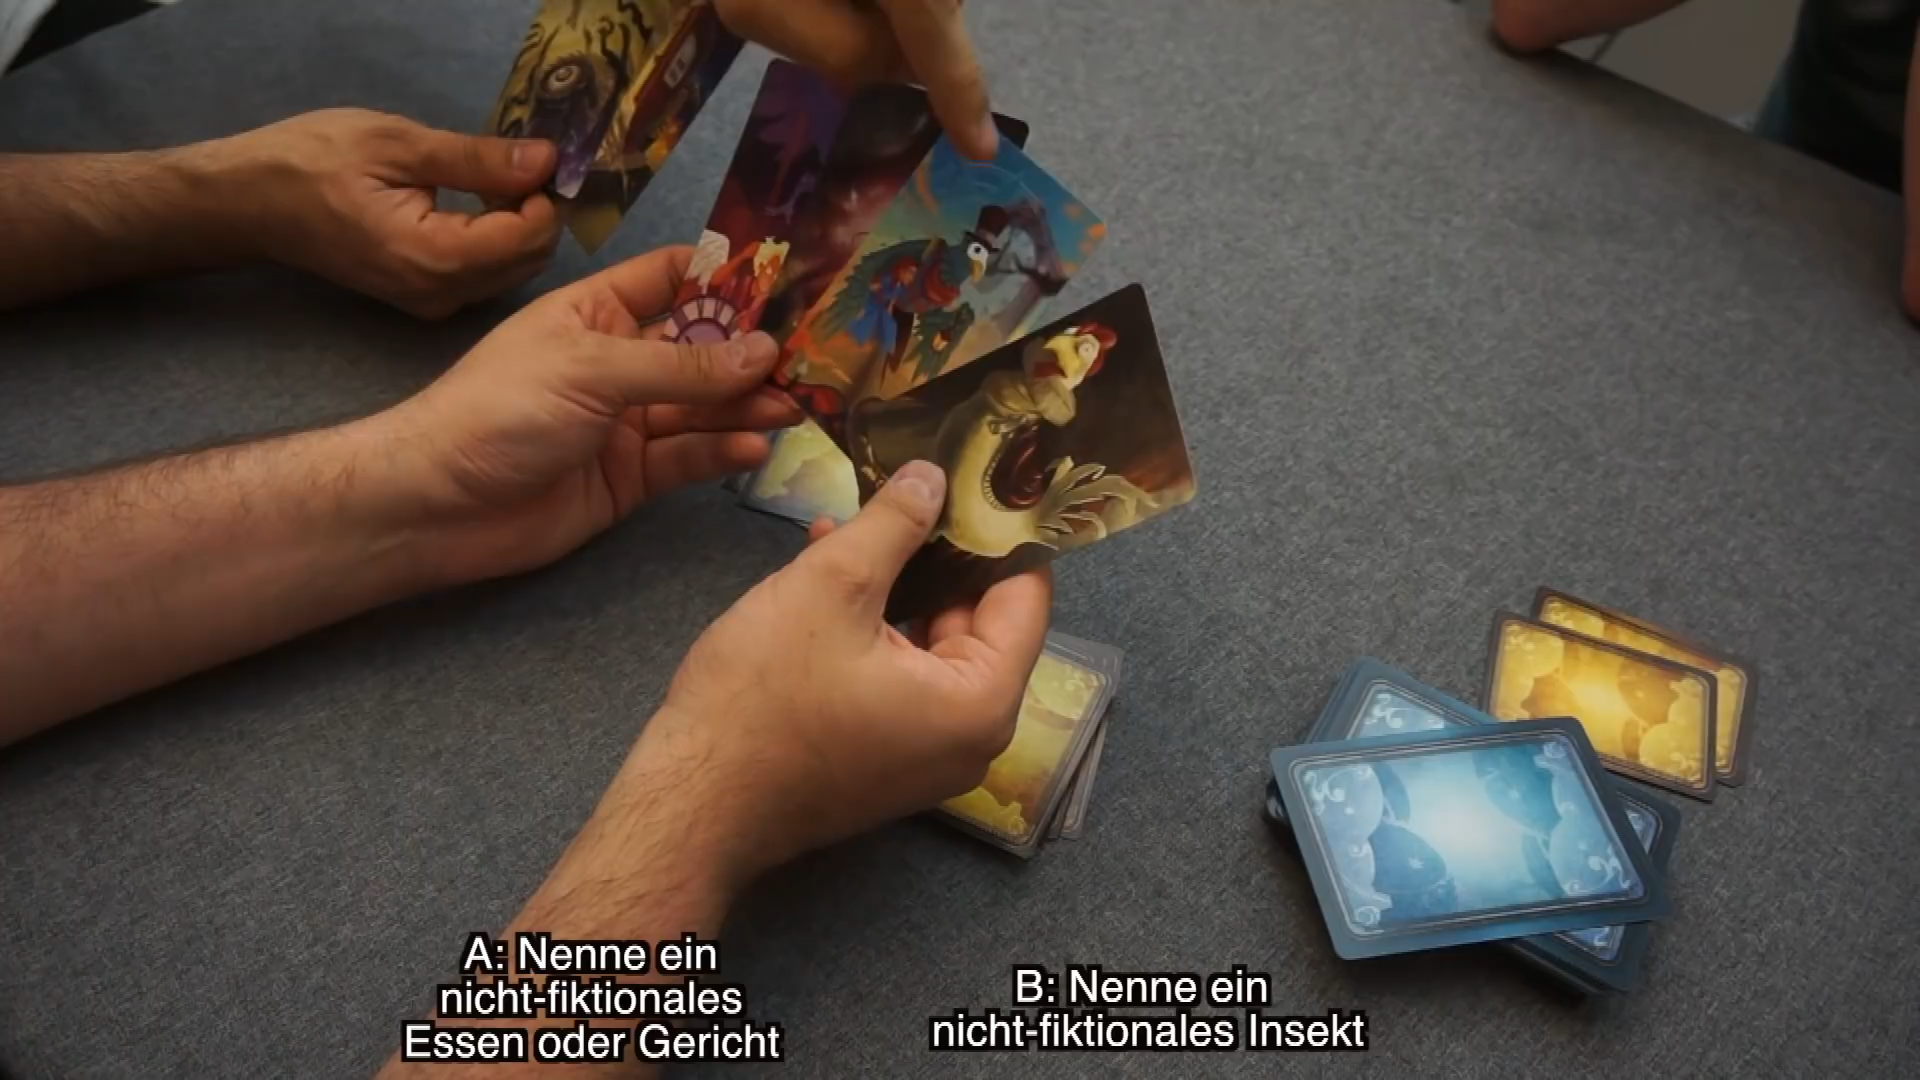 A: Nenne ein
nicht-fiktionales
Essen oder Gericht
B: Nenne ein
nicht-fiktionales Insekt